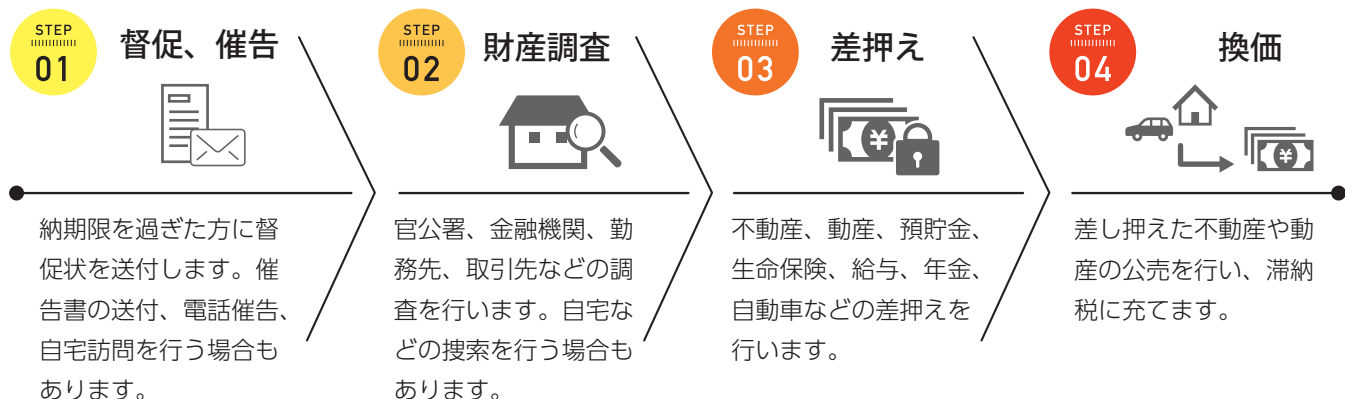 STEP
01
督促、催告
納期限を過ぎた方に督
促状を送付します。催
告書の送付、電話催告、
自宅訪問を行う場合も
あります。
STEP
02
財産調査
官公署、金融機関、勤
務先、取引先などの調
査を行います。自宅な
どの捜索を行う場合も
あります。
STEP
03
差押え
¥
不動産、動産、預貯金、
生命保険、給与、年金、
自動車などの差押えを
行います。
STEP
04
換価
¥
差し押えた不動産や動
産の公売を行い、滞納
税に充てます。